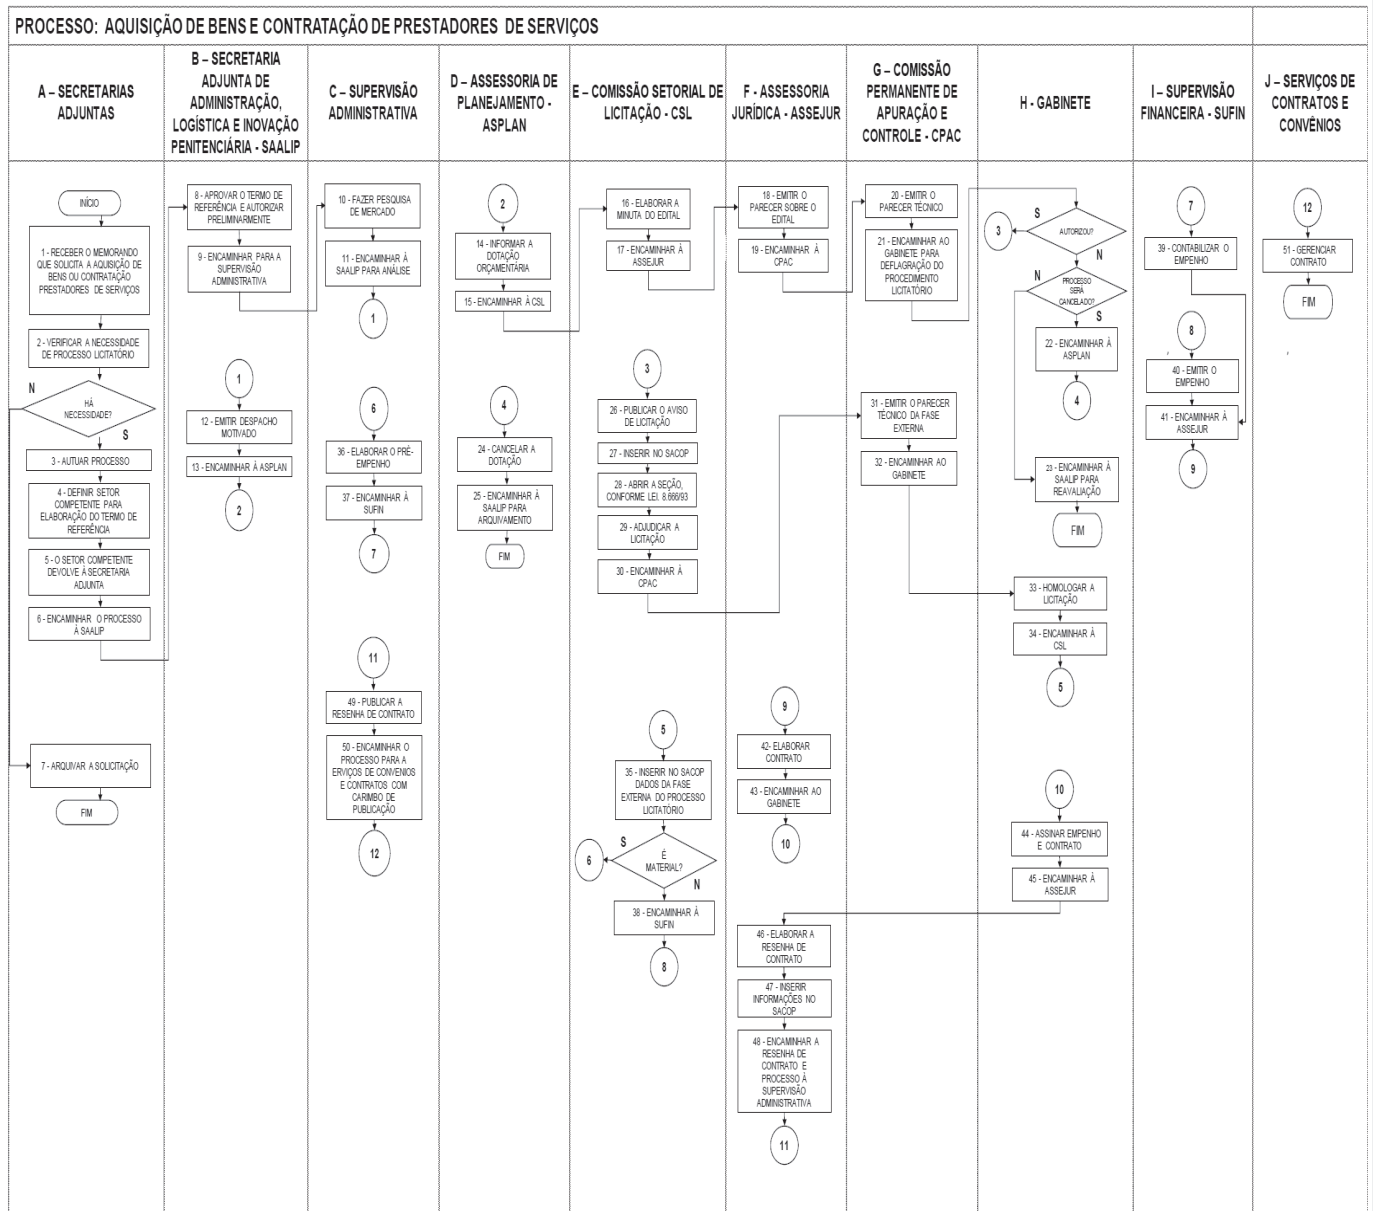 PROCESSO: AQUISIÇÃO DE BENS E CONTRATAÇÃO DE PRESTADORES DE SERVIÇOS
A – SECRETARIAS
ADJUNTAS
B – SECRETARIA
ADJUNTA DE
ADMINISTRAÇÃO,
LOGÍSTICA E INOVAÇÃO
PENITENCIÁRIA - SAALIP
C – SUPERVISÃO
ADMINISTRATIVA
D – ASSESSORIA DE
PLANEJAMENTO -
ASPLAN
E – COMISSÃO SETORIAL DE
LICITAÇÃO - CSL
F - ASSESSORIA
JURÍDICA - ASSEJUR
G – COMISSÃO
PERMANENTE DE
APURAÇÃO E
CONTROLE - CPAC
H - GABINETE
I – SUPERVISÃO
FINANCEIRA - SUFIN
J – SERVIÇOS DE
CONTRATOS E
CONVÊNIOS
INÍCIO
1 - RECEBER O MEMORANDO
QUE SOLICITA A AQUISIÇÃO DE
BENS OU CONTRATAÇÃO
PRESTADORES DE SERVIÇOS
2 - VERIFICAR A NECESSIDADE
DE PROCESSO LICITATÓRIO
N
HÁ
NECESSIDADE?
S
3 - AUTUAR PROCESSO
4 - DEFINIR SETOR
COMPETENTE PARA
ELABORAÇÃO DO TERMO DE
REFERÊNCIA
5 - O SETOR COMPETENTE
DEVOLVE À SECRETARIA
ADJUNTA
6 - ENCAMINHAR O PROCESSO
À SAALIP
7 - ARQUIVAR A SOLICITAÇÃO
FIM
8 - APROVAR O TERMO DE
REFERÊNCIA E AUTORIZAR
PRELIMINARMENTE
9 - ENCAMINHAR PARA A
SUPERVISÃO
ADMINISTRATIVA
1
12 - EMITIR DESPACHO
MOTIVADO
13 - ENCAMINHAR À ASPLAN
2
10 - FAZER PESQUISA
DE MERCADO
11 - ENCAMINHAR À
SAALIP PARA ANÁLISE
1
6
36 - ELABORAR O PRÉ-
EMPENHO
37 - ENCAMINHAR À
SUFIN
7
11
49 - PUBLICAR A
RESENHA DE CONTRATO
50 - ENCAMINHAR O
PROCESSO PARA A
ERVIÇOS DE CONVENIOS
E CONTRATOS COM
CARIMBO DE
PUBLICAÇÃO
12
2
14 - INFORMAR A
DOTAÇÃO
ORÇAMENTÁRIA
15 - ENCAMINHAR À CSL
4
24 - CANCELAR A
DOTAÇÃO
25 - ENCAMINHAR À
SAALIP PARA
ARQUIVAMENTO
FIM
16 - ELABORAR A
MINUTA DO EDITAL
17 - ENCAMINHAR À
ASSEJUR
3
26 - PUBLICAR O AVISO
DE LICITAÇÃO
27 - INSERIR NO SACOP
28 - ABRIR A SEÇÃO,
CONFORME LEI. 8.666/93
29 - ADJUDICAR A
LICITAÇÃO
30 - ENCAMINHAR À
CPAC
5
35 - INSERIR NO SACOP
DADOS DA FASE
EXTERNA DO PROCESSO
LICITATÓRIO
S
6
É
MATERIAL?
N
38 - ENCAMINHAR À
SUFIN
8
18 - EMITIR O
PARECER SOBRE O
EDITAL
19 - ENCAMINHAR À
CPAC
9
42- ELABORAR
CONTRATO
43 - ENCAMINHAR AO
GABINETE
10
46 - ELABORAR A
RESENHA DE
CONTRATO
47 - INSERIR
INFORMAÇÕES NO
SACOP
48 - ENCAMINHAR A
RESENHA DE
CONTRATO E
PROCESSO À
SUPERVISÃO
ADMINISTRATIVA
11
20 - EMITIR O
PARECER TÉCNICO
21 - ENCAMINHAR AO
GABINETE PARA
DEFLAGRAÇÃO DO
PROCEDIMENTO
LICITATÓRIO
31 - EMITIR O PARECER
TÉCNICO DA FASE
EXTERNA
32 - ENCAMINHAR AO
GABINETE
S
3
AUTORIZOU?
N
N
PROCESSO
SERÁ
CANCELADO?
S
22 - ENCAMINHAR À
ASPLAN
4
23 - ENCAMINHAR À
SAALIP PARA
REAVALIAÇÃO
FIM
33 - HOMOLOGAR A
LICITAÇÃO
34 - ENCAMINHAR À
CSL
5
10
44 - ASSINAR EMPENHO
E CONTRATO
45 - ENCAMINHAR À
ASSEJUR
7
39 - CONTABILIZAR O
EMPENHO
8
40 - EMITIR O
EMPENHO
41 - ENCAMINHAR À
ASSEJUR
9
12
51 - GERENCIAR
CONTRATO
FIM